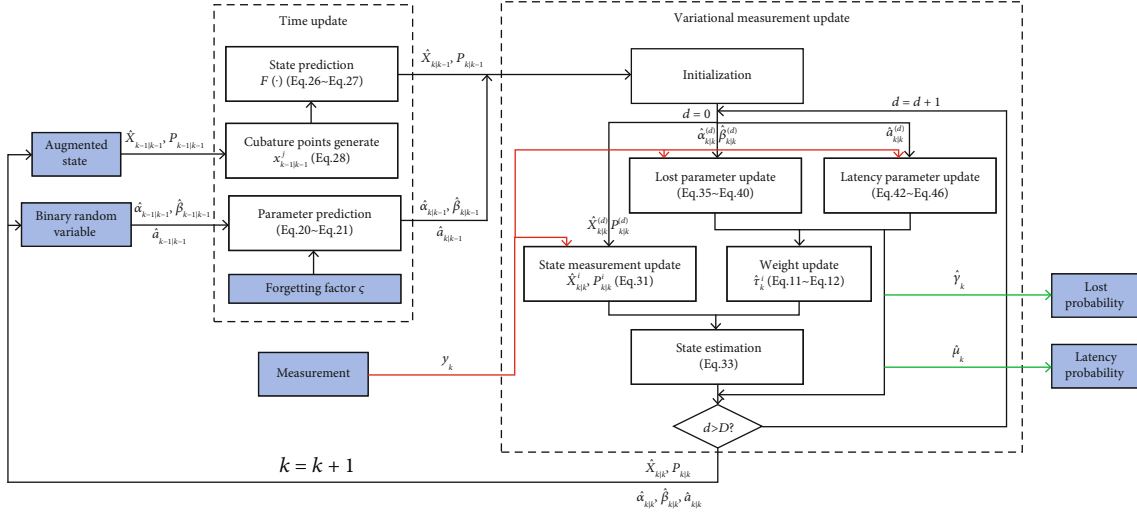 Time update
Variational measurement update
State prediction
F (·) (Eq.26~Eq.27)
X̂ₖ|ₖ₋₁, Pₖ|ₖ₋₁
Initialization
d = 0
d = d + 1
α̂ₖ|ₖ⁽ᵈ⁾ β̂ₖ|ₖ⁽ᵈ⁾
âₖ|ₖ⁽ᵈ⁾
Augmented
state
X̂ₖ₋₁|ₖ₋₁, Pₖ₋₁|ₖ₋₁
Cubature points generate
xʲₖ₋₁|ₖ₋₁ (Eq.28)
Lost parameter update
(Eq.35~Eq.40)
Latency parameter update
(Eq.42~Eq.46)
Binary random
variable
α̂ₖ₋₁|ₖ₋₁, β̂ₖ₋₁|ₖ₋₁
âₖ₋₁|ₖ₋₁
Parameter prediction
(Eq.20~Eq.21)
α̂ₖ|ₖ₋₁, β̂ₖ|ₖ₋₁
âₖ|ₖ₋₁
X̂ₖ|ₖ⁽ᵈ⁾ Pₖ|ₖ⁽ᵈ⁾
Forgetting factor ς
State measurement update
X̂ⁱₖ|ₖ, Pⁱₖ|ₖ (Eq.31)
Weight update
τ̂ⁱₖ (Eq.11~Eq.12)
γ̂ₖ
Lost
probability
State estimation
(Eq.33)
Measurement
yₖ
μ̂ₖ
Latency
probability
d>D?
k = k + 1
X̂ₖ|ₖ, Pₖ|ₖ
α̂ₖ|ₖ, β̂ₖ|ₖ, âₖ|ₖ